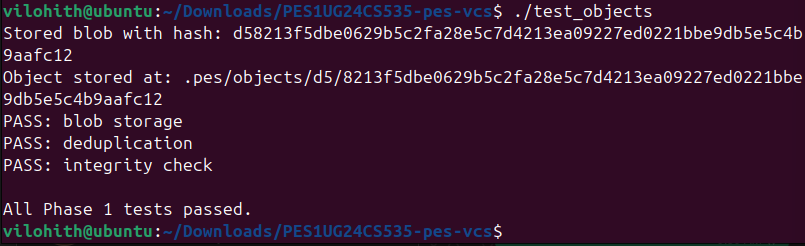 vilohith@ubuntu:~/Downloads/PES1UG24CS535-pes-vcs$ ./test_objects
Stored blob with hash: d58213f5dbe0629b5c2fa28e5c7d4213ea09227ed0221bbe9db5e5c4b
9aafc12
Object stored at: .pes/objects/d5/8213f5dbe0629b5c2fa28e5c7d4213ea09227ed0221bbe
9db5e5c4b9aafc12
PASS: blob storage
PASS: deduplication
PASS: integrity check

All Phase 1 tests passed.
vilohith@ubuntu:~/Downloads/PES1UG24CS535-pes-vcs$